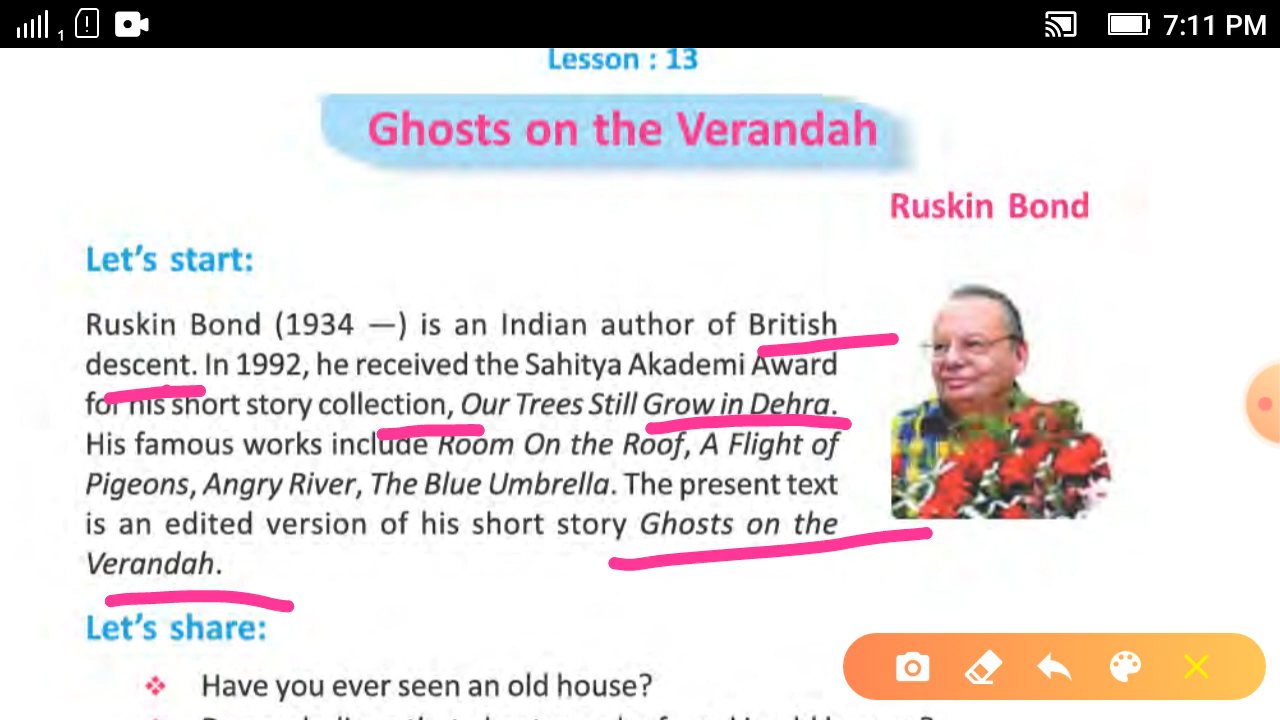 1 7:11 PM
Lesson : 13
Ghosts on the Verandah
Ruskin Bond
Let's start:
Ruskin Bond (1934 —) is an Indian author of British
descent. In 1992, he received the Sahitya Akademi Award
for his short story collection, Our Trees Still Grow in Dehra.
His famous works include Room On the Roof, A Flight of
Pigeons, Angry River, The Blue Umbrella. The present text
is an edited version of his short story Ghosts on the
Verandah.
Let's share:
Have you ever seen an old house?